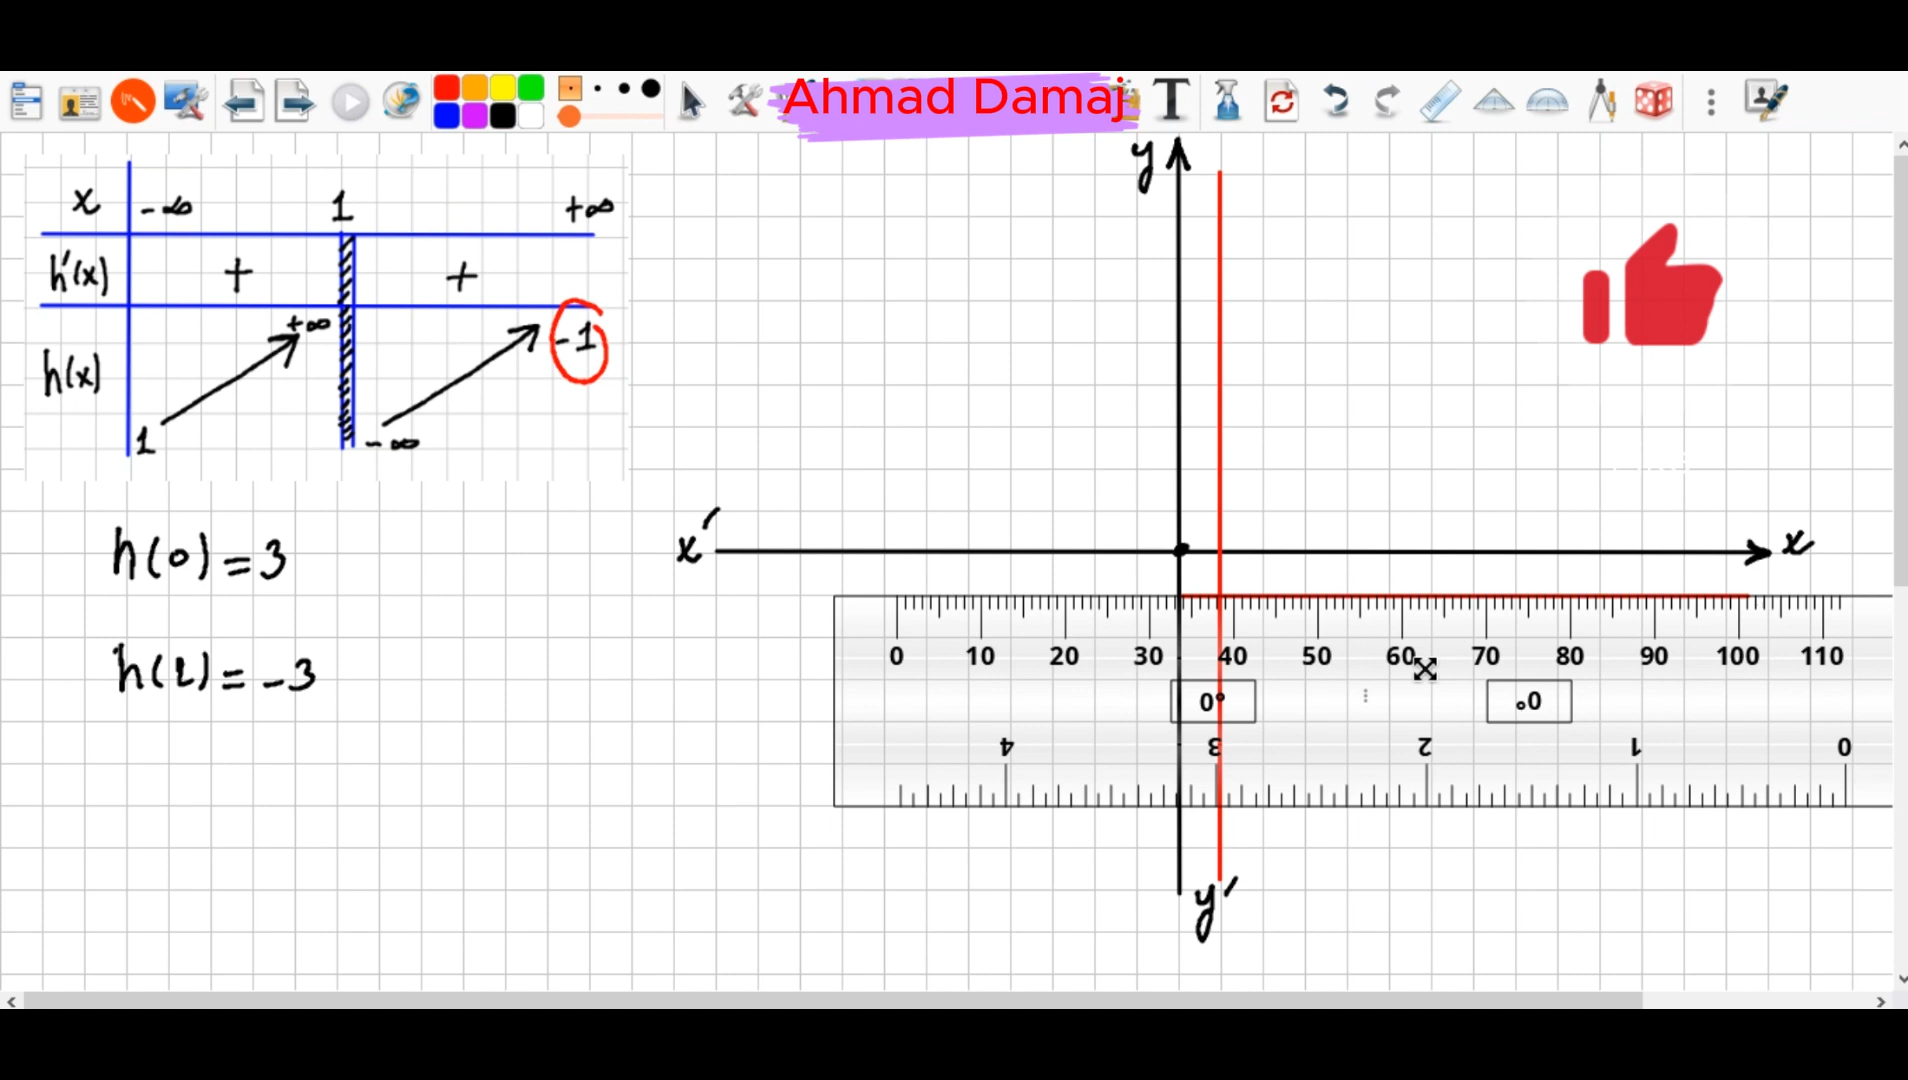 Ahmad Damaj
x -∞ 1 +∞
h'(x) + +
h(x) 1 +∞ -∞ -1
h(0) = 3
h(2) = -3
y
x'
x
0 10 20 30 40 50 60 70 80 90 100 110
0° 0°
4 3 2 1 0
y'